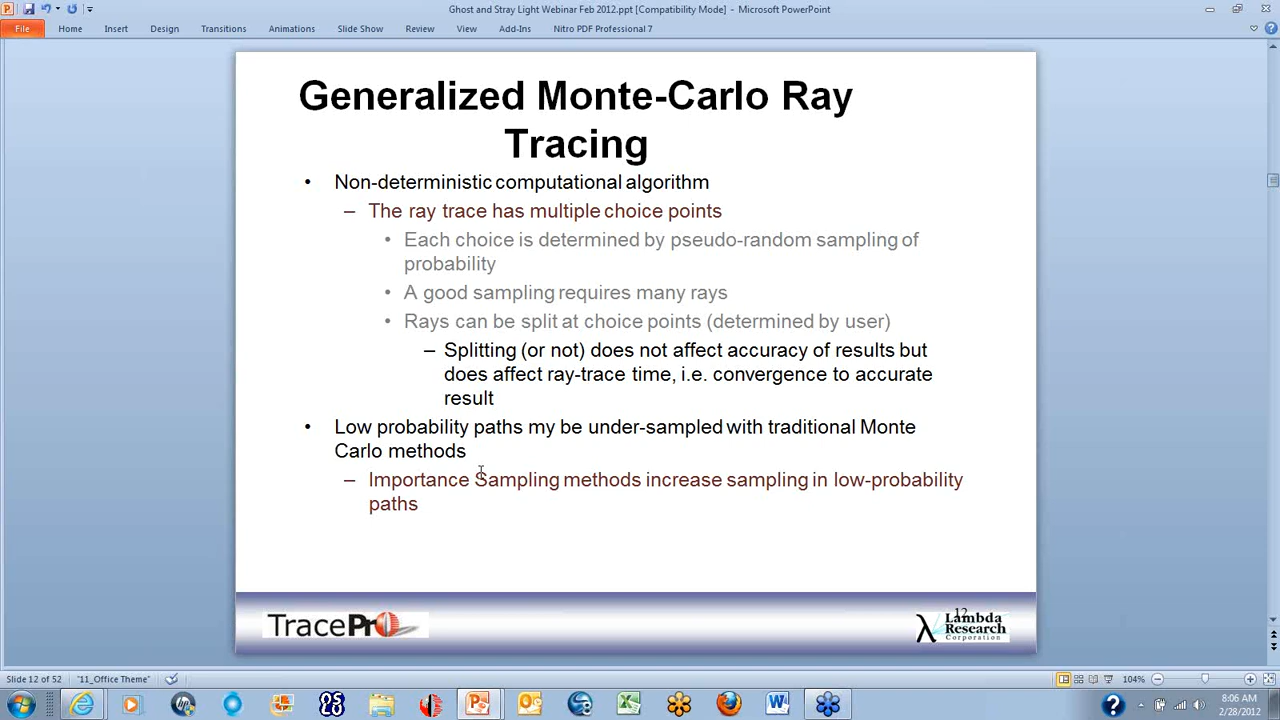 Ghost and Stray Light Webinar Feb 2012.ppt [Compatibility Mode] - Microsoft PowerPoint
File Home Insert Design Transitions Animations Slide Show Review View Add-Ins Nitro PDF Professional 7
Generalized Monte-Carlo Ray
Tracing
• Non-deterministic computational algorithm
– The ray trace has multiple choice points
• Each choice is determined by pseudo-random sampling of
probability
• A good sampling requires many rays
• Rays can be split at choice points (determined by user)
– Splitting (or not) does not affect accuracy of results but
does affect ray-trace time, i.e. convergence to accurate
result
• Low probability paths my be under-sampled with traditional Monte
Carlo methods
– Importance Sampling methods increase sampling in low-probability
paths
TracePro
12
λ Lambda
Research
Corporation
Slide 12 of 52 "11_Office Theme" 104%
8:06 AM
2/28/2012